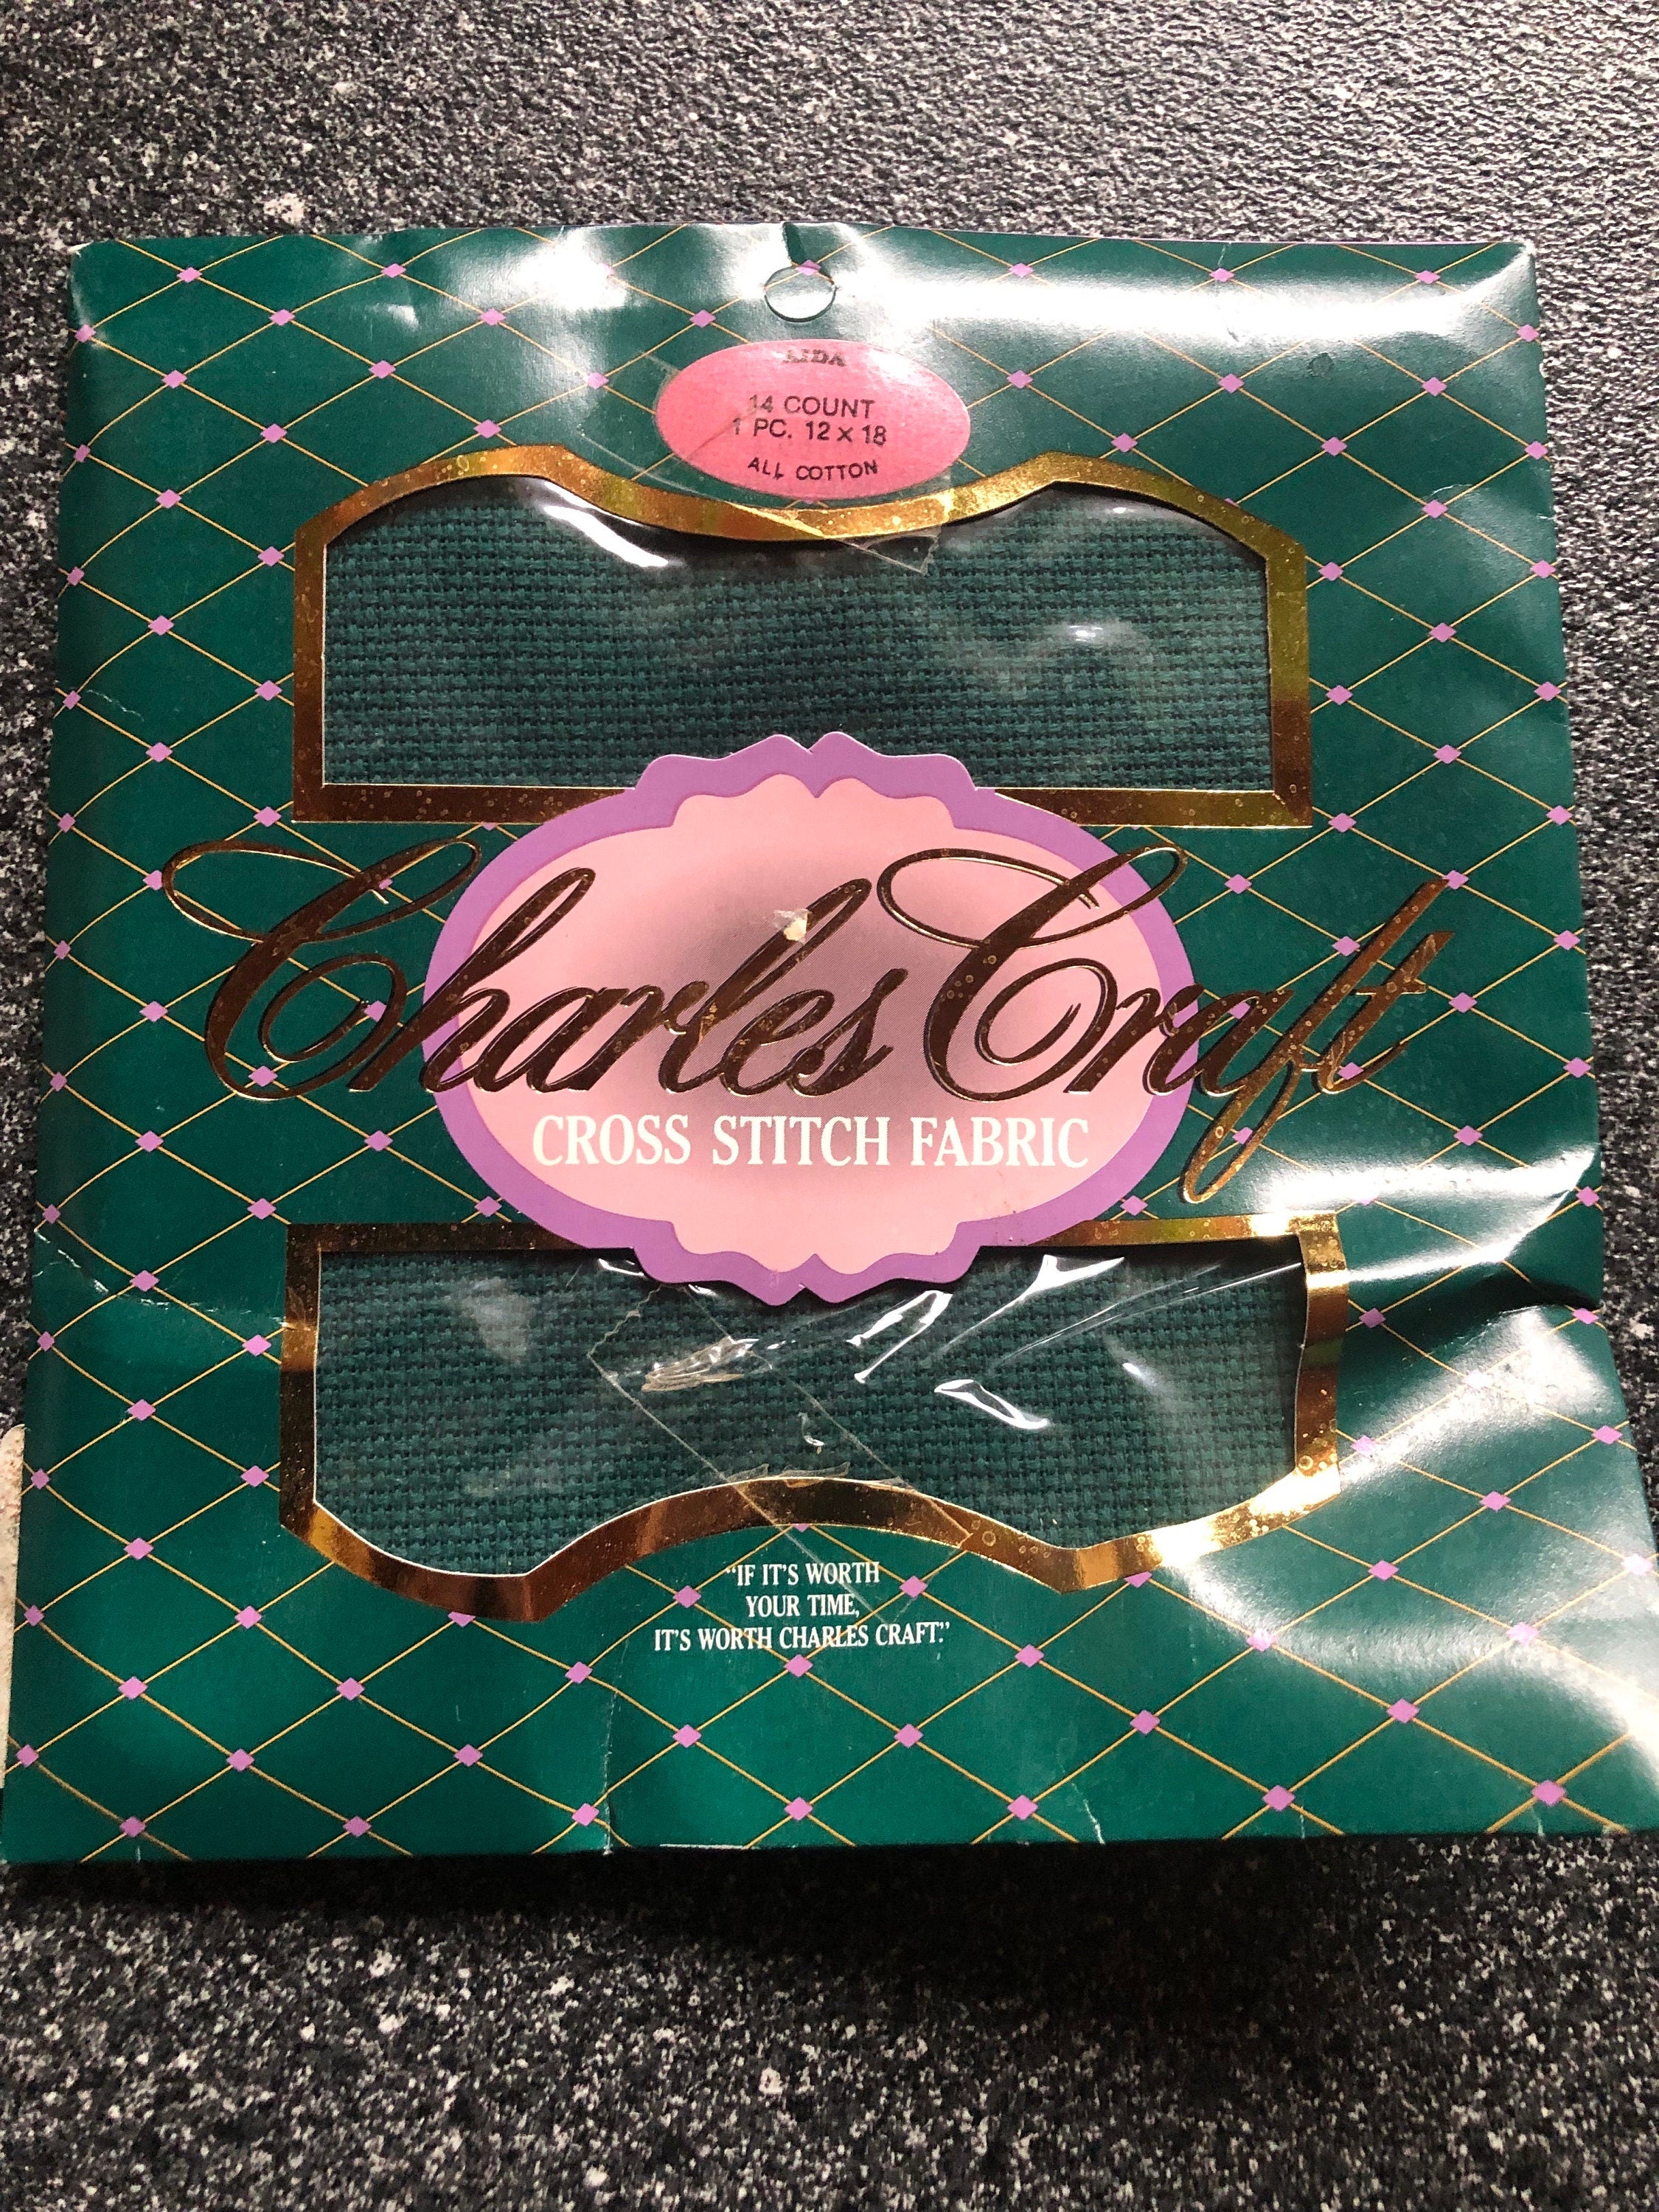 AIDA
14 COUNT
1 PC. 12 x 18
ALL COTTON
Charles Craft
CROSS STITCH FABRIC
"IF IT'S WORTH
YOUR TIME,
IT'S WORTH CHARLES CRAFT."